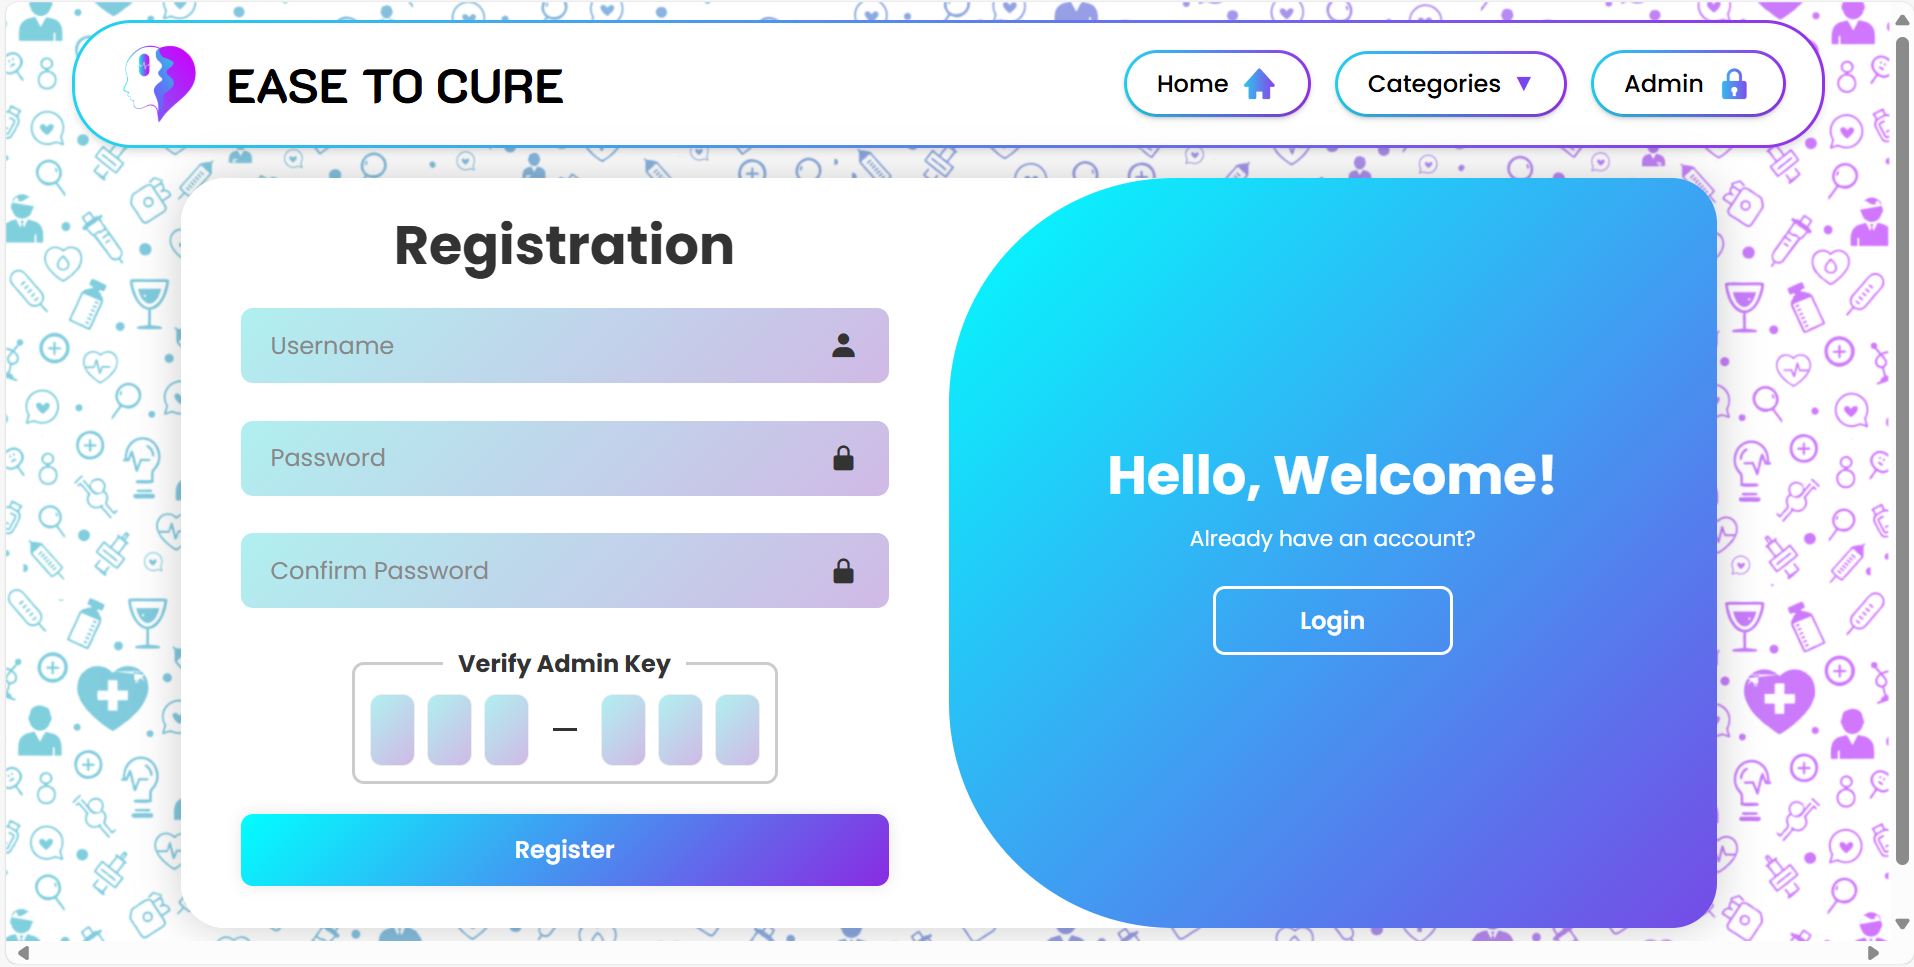 EASE TO CURE
Home
Categories ▼
Admin
Registration
Username
Password
Confirm Password
Verify Admin Key
—
Register
Hello, Welcome!
Already have an account?
Login